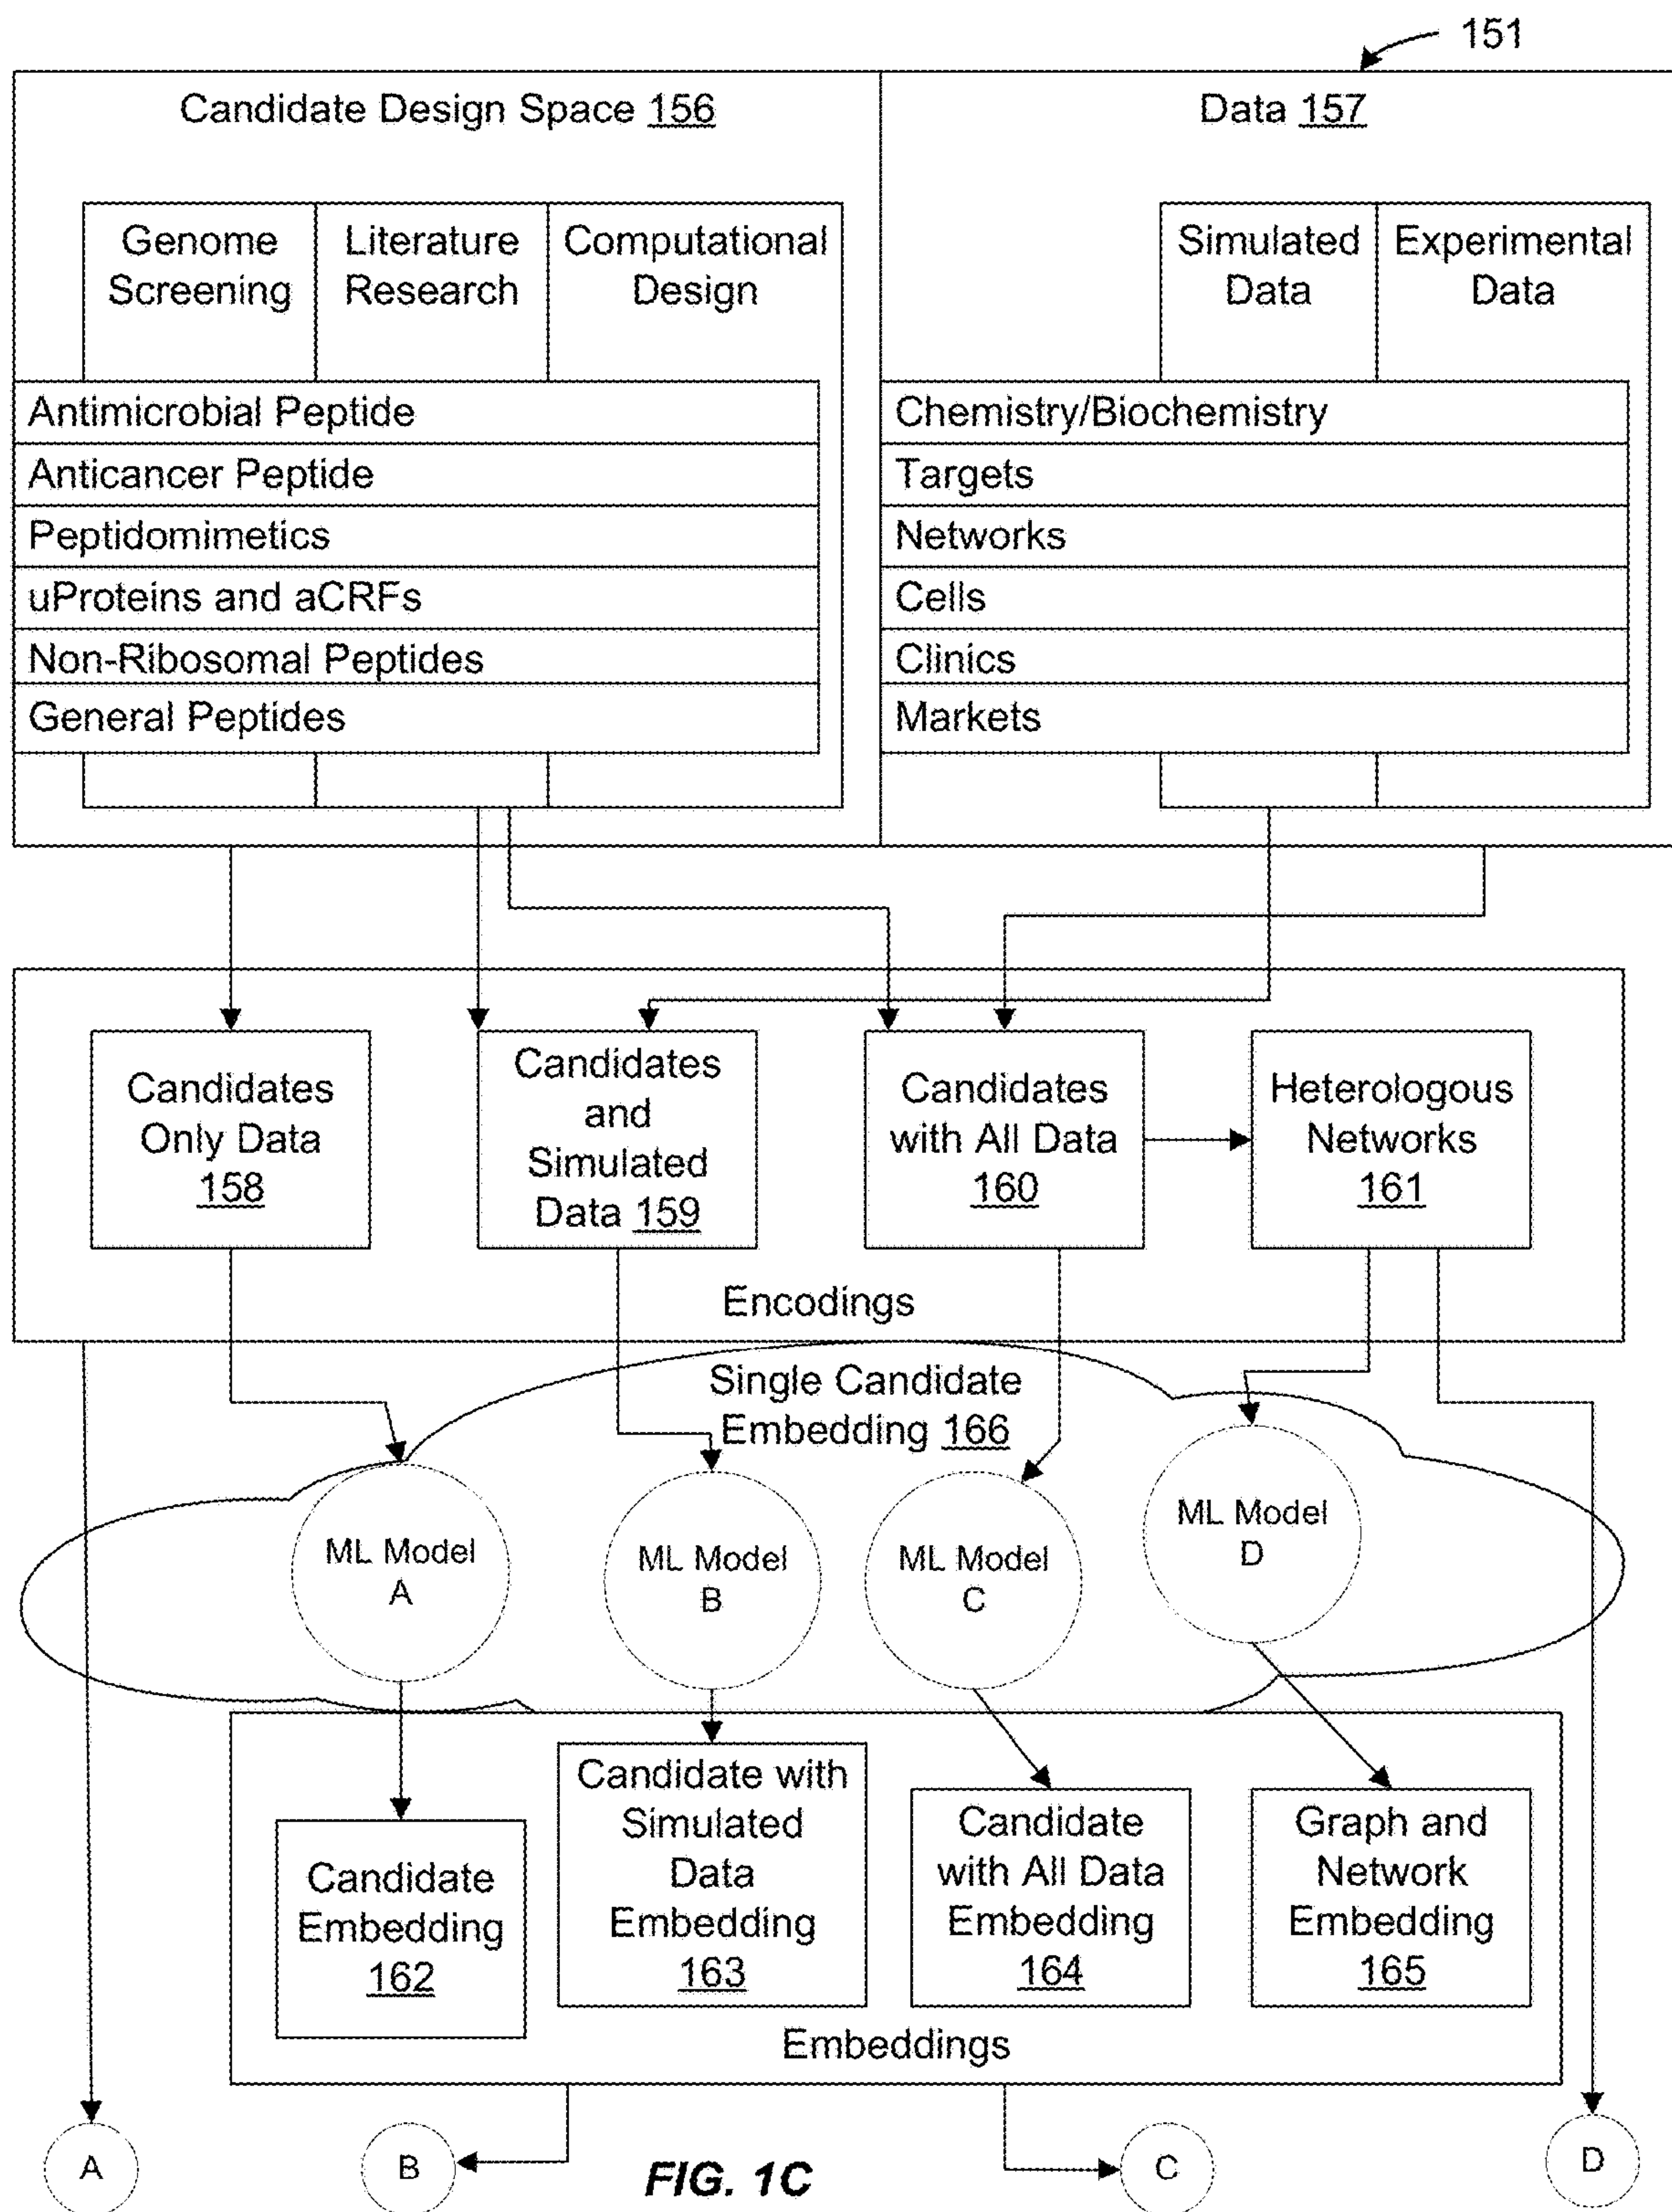 151
Candidate Design Space 156
Data 157
Genome
Screening
Literature
Research
Computational
Design
Simulated
Data
Experimental
Data
Antimicrobial Peptide
Anticancer Peptide
Peptidomimetics
uProteins and aCRFs
Non-Ribosomal Peptides
General Peptides
Chemistry/Biochemistry
Targets
Networks
Cells
Clinics
Markets
Candidates
Only Data
158
Candidates
and
Simulated
Data 159
Candidates
with All Data
160
Heterologous
Networks
161
Encodings
Single Candidate
Embedding 166
ML Model
A
ML Model
B
ML Model
C
ML Model
D
Candidate
Embedding
162
Candidate with
Simulated
Data
Embedding
163
Candidate
with All Data
Embedding
164
Graph and
Network
Embedding
165
Embeddings
A
B
C
D
FIG. 1C